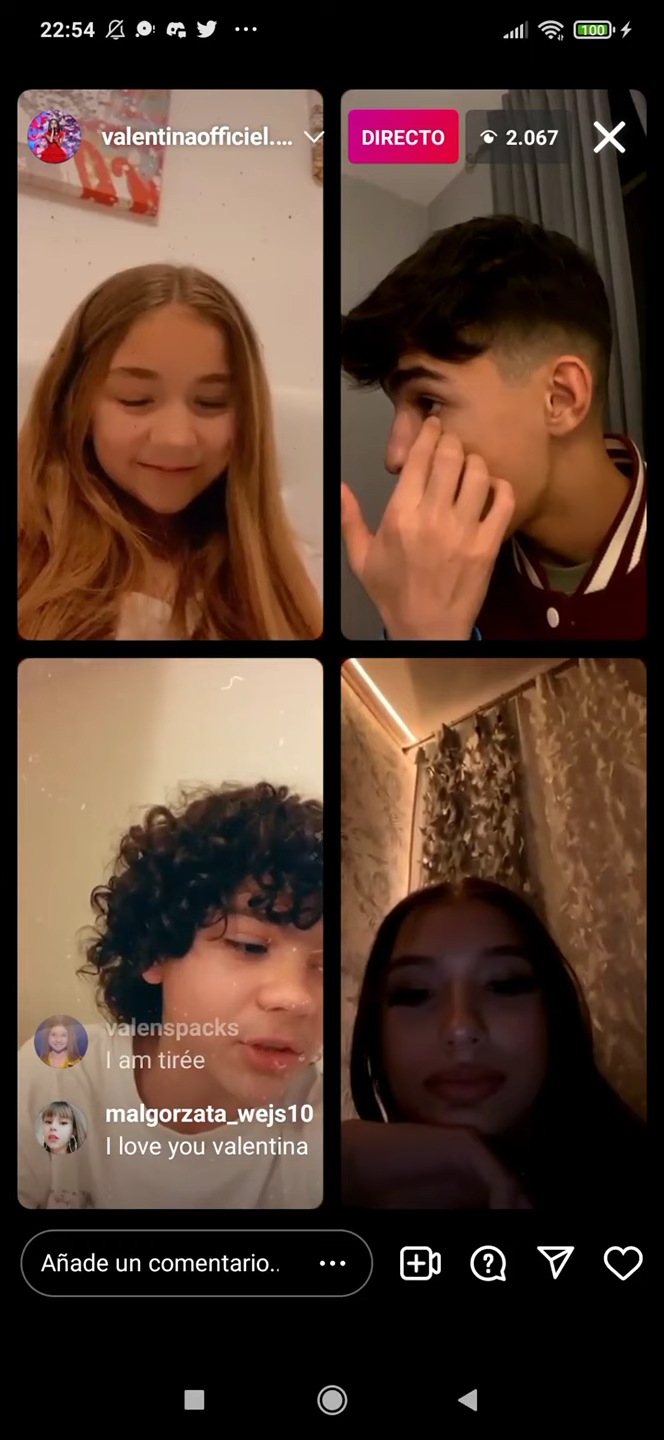 22:54
100
valentinaofficiel....
DIRECTO
2.067
valenspacks
I am tirée
malgorzata_wejs10
I love you valentina
Añade un comentario..